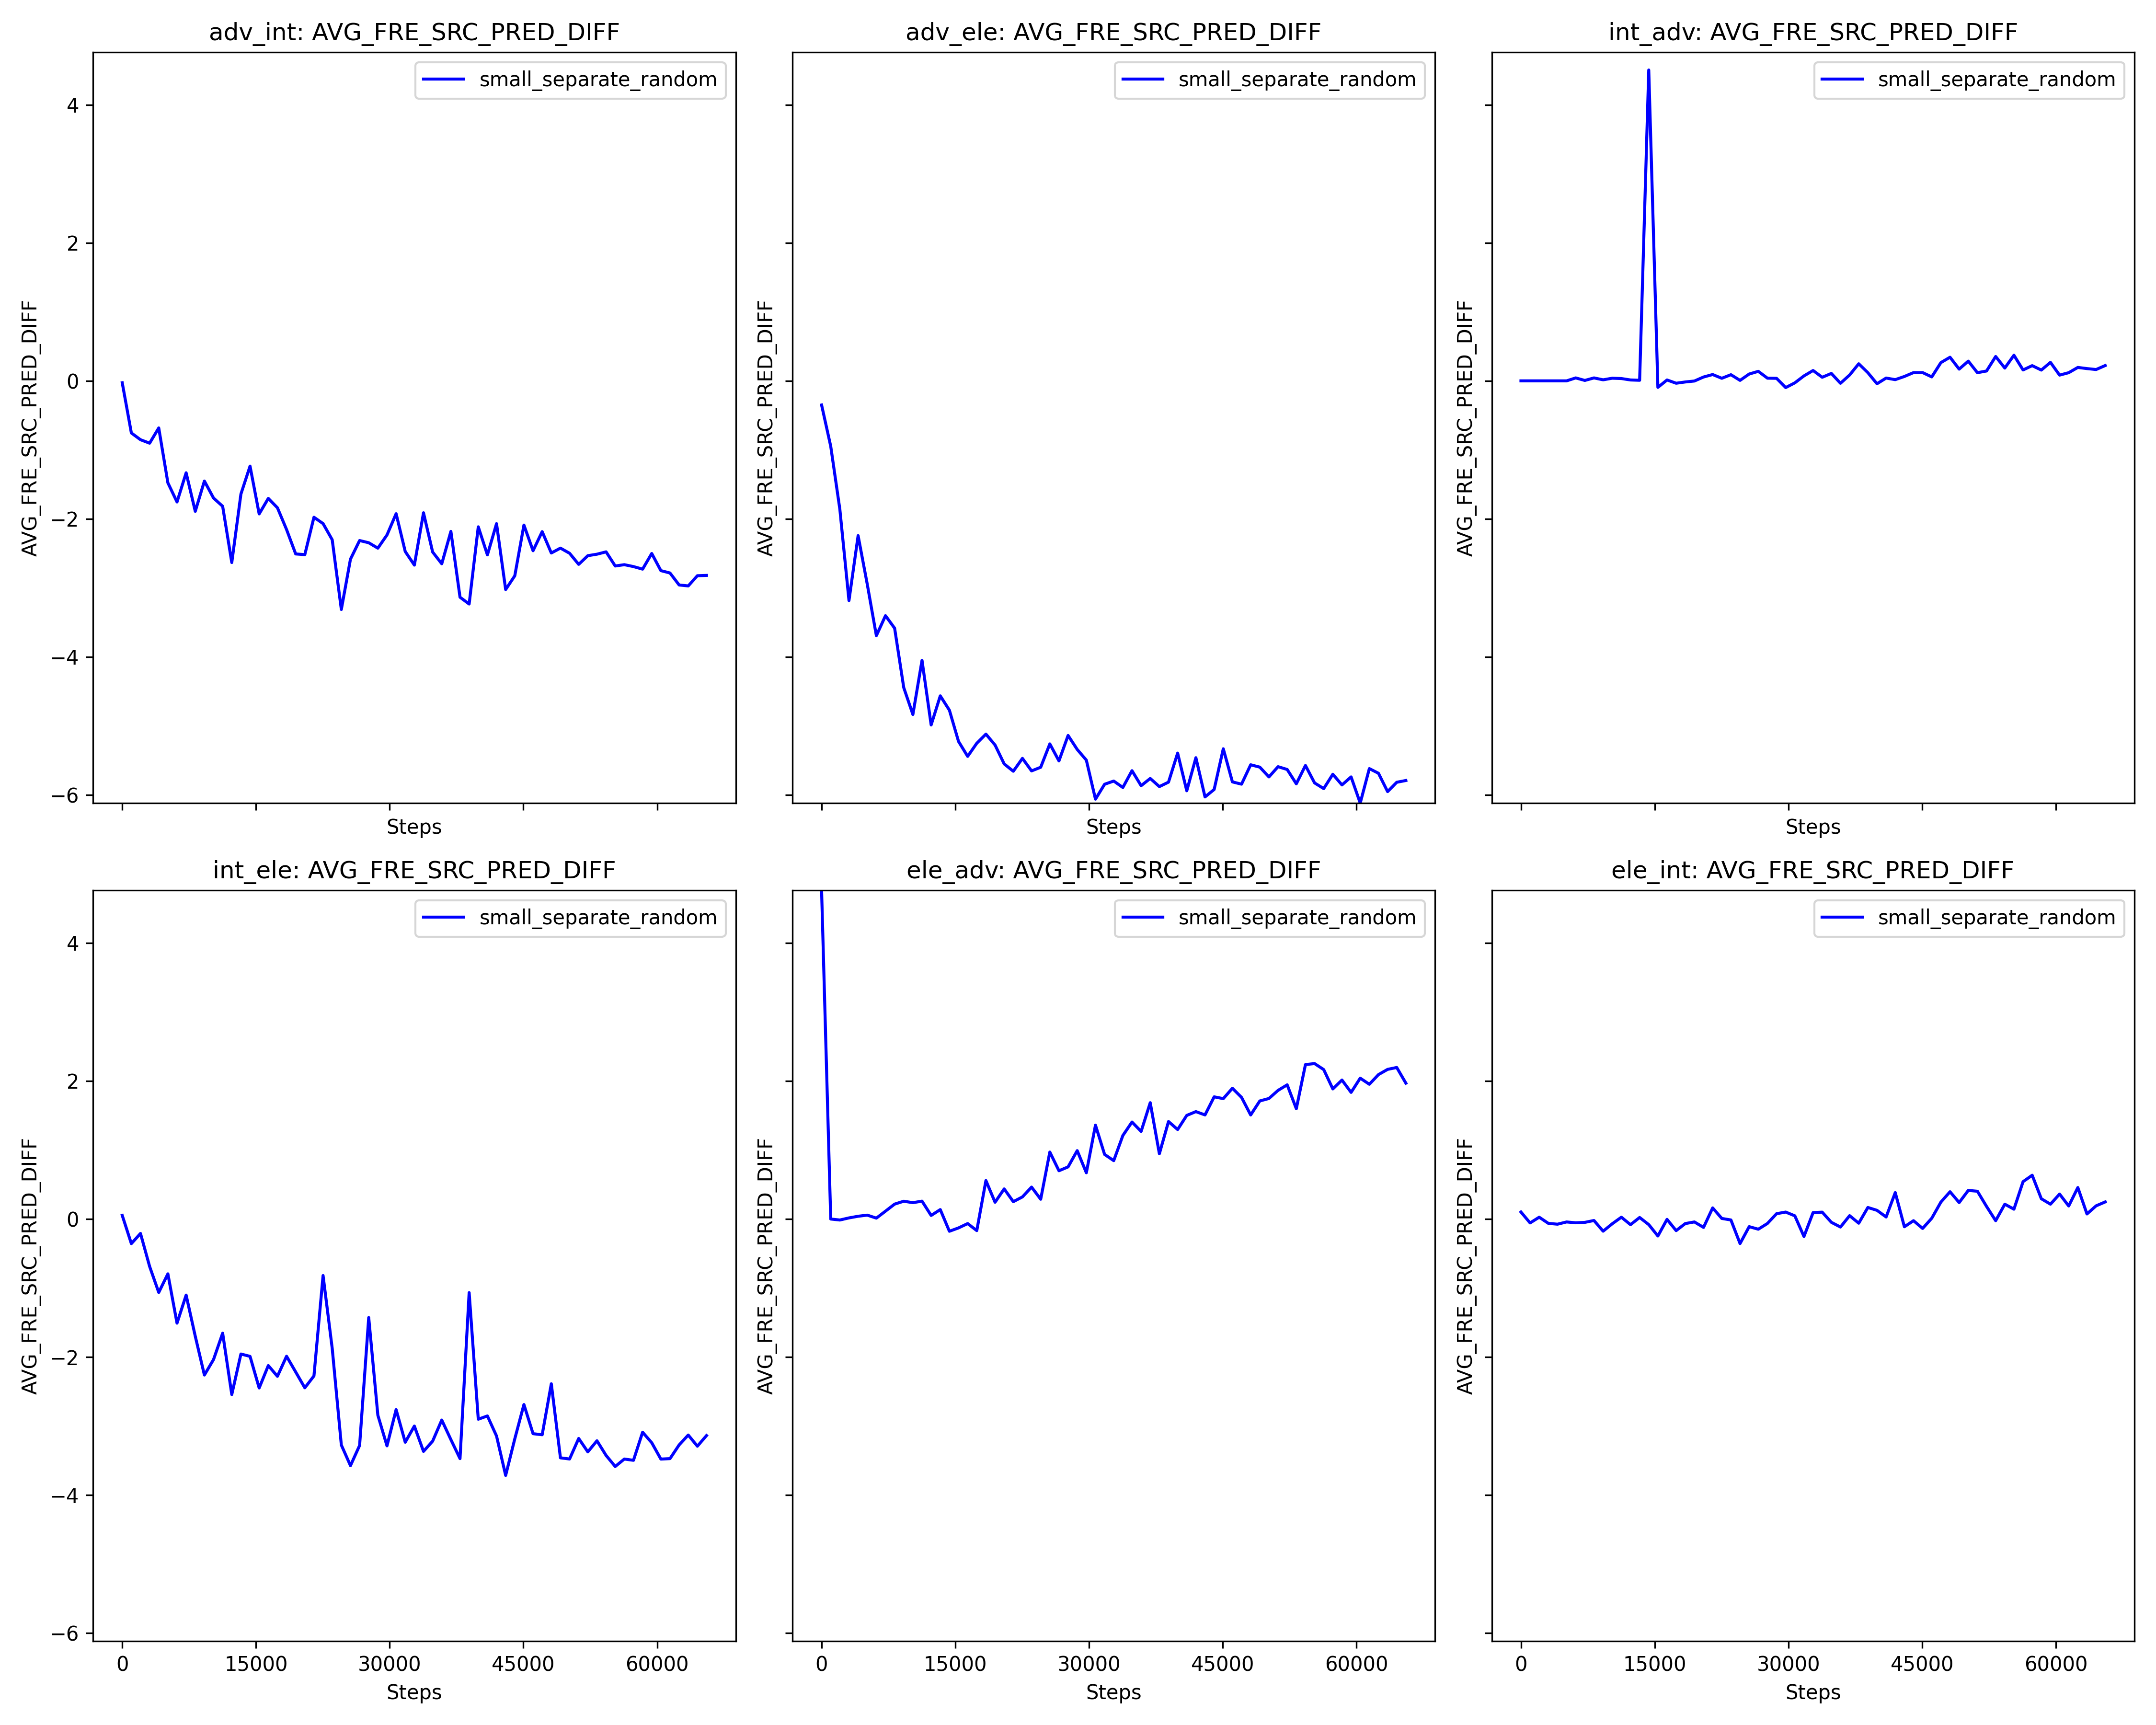 adv_int: AVG_FRE_SRC_PRED_DIFF
adv_ele: AVG_FRE_SRC_PRED_DIFF
int_adv: AVG_FRE_SRC_PRED_DIFF
small_separate_random
small_separate_random
small_separate_random
AVG_FRE_SRC_PRED_DIFF
AVG_FRE_SRC_PRED_DIFF
AVG_FRE_SRC_PRED_DIFF
4
2
0
−2
−4
−6
Steps
Steps
Steps
int_ele: AVG_FRE_SRC_PRED_DIFF
ele_adv: AVG_FRE_SRC_PRED_DIFF
ele_int: AVG_FRE_SRC_PRED_DIFF
small_separate_random
small_separate_random
small_separate_random
AVG_FRE_SRC_PRED_DIFF
AVG_FRE_SRC_PRED_DIFF
AVG_FRE_SRC_PRED_DIFF
4
2
0
−2
−4
−6
0 15000 30000 45000 60000
0 15000 30000 45000 60000
0 15000 30000 45000 60000
Steps
Steps
Steps